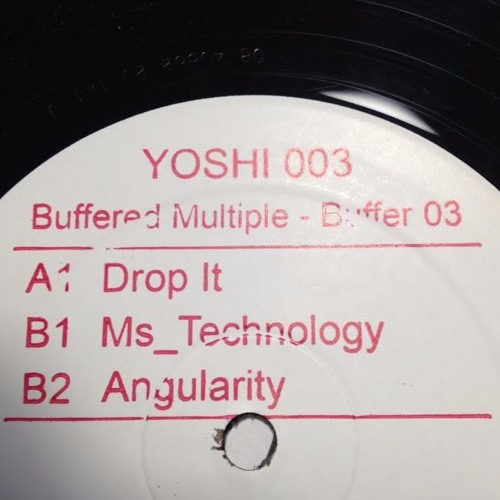 YOSHI 003
Buffered Multiple - Buffer 03
A1 Drop It
B1 Ms_Technology
B2 Angularity